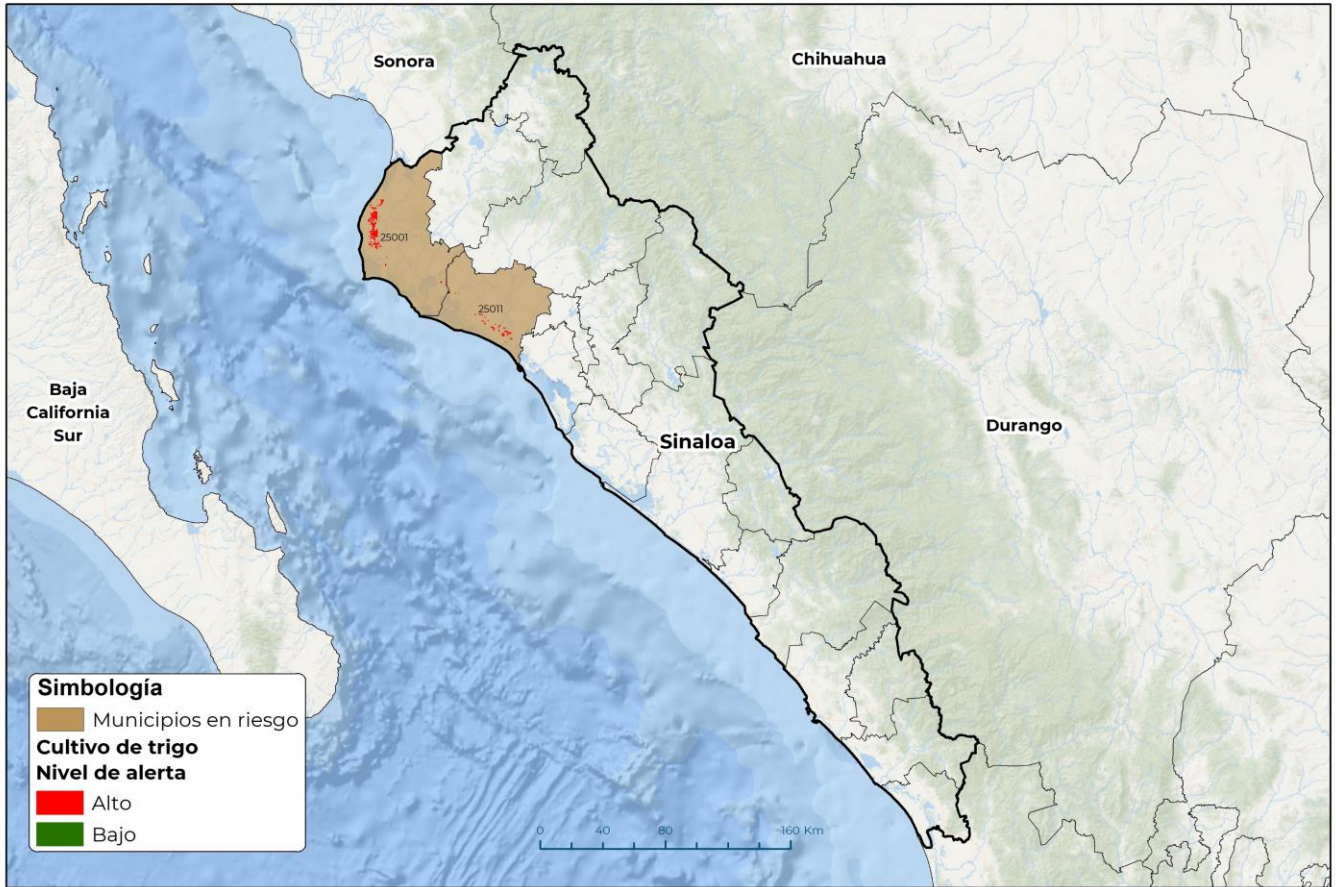 Sonora
Chihuahua
25001
25011
Baja
California
Sur
Sinaloa
Durango
Simbología
Municipios en riesgo
Cultivo de trigo
Nivel de alerta
Alto
Bajo
0 40 80 160 Km